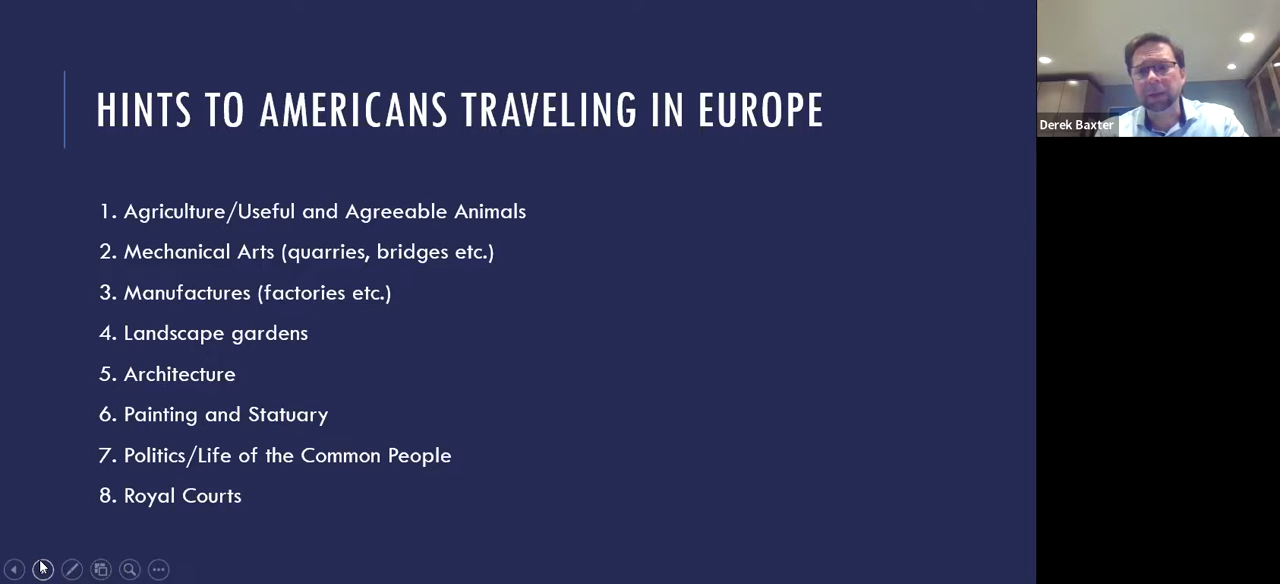 HINTS TO AMERICANS TRAVELING IN EUROPE
1. Agriculture/Useful and Agreeable Animals
2. Mechanical Arts (quarries, bridges etc.)
3. Manufactures (factories etc.)
4. Landscape gardens
5. Architecture
6. Painting and Statuary
7. Politics/Life of the Common People
8. Royal Courts
Derek Baxter